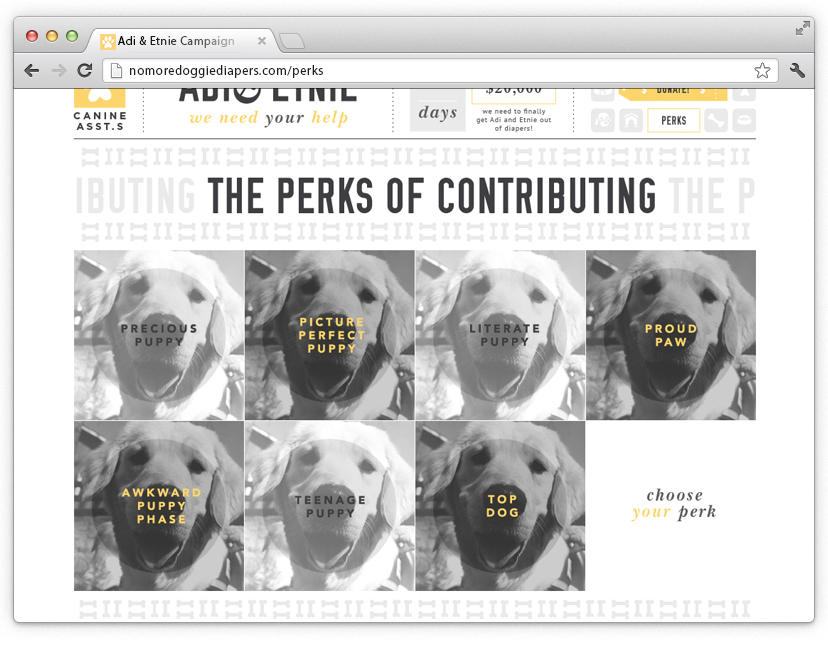 Adi & Etnie Campaign
nomoredoggiediapers.com/perks
ADI & ETNIE
$20,000
DONATE!
CANINE
ASST.S
we need your help
days
we need to finally
get Adi and Etnie out
of diapers!
PERKS
IBUTING THE PERKS OF CONTRIBUTING THE P
PRECIOUS
PUPPY
PICTURE
PERFECT
PUPPY
LITERATE
PUPPY
PROUD
PAW
AWKWARD
PUPPY
PHASE
TEENAGE
PUPPY
TOP
DOG
choose
your perk